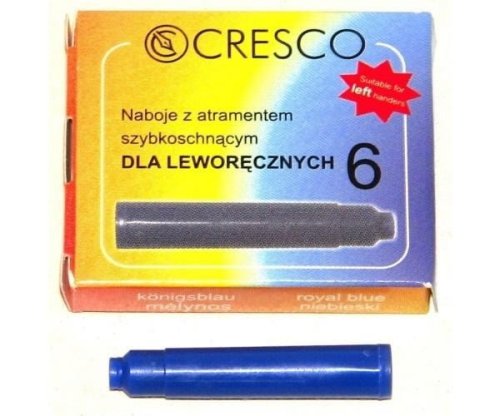 CRESCO
Suitable for
left handers
Naboje z atramentem
szybkoschnącym
DLA LEWORĘCZNYCH 6
königsblau royal blue
mėlynos niebieski